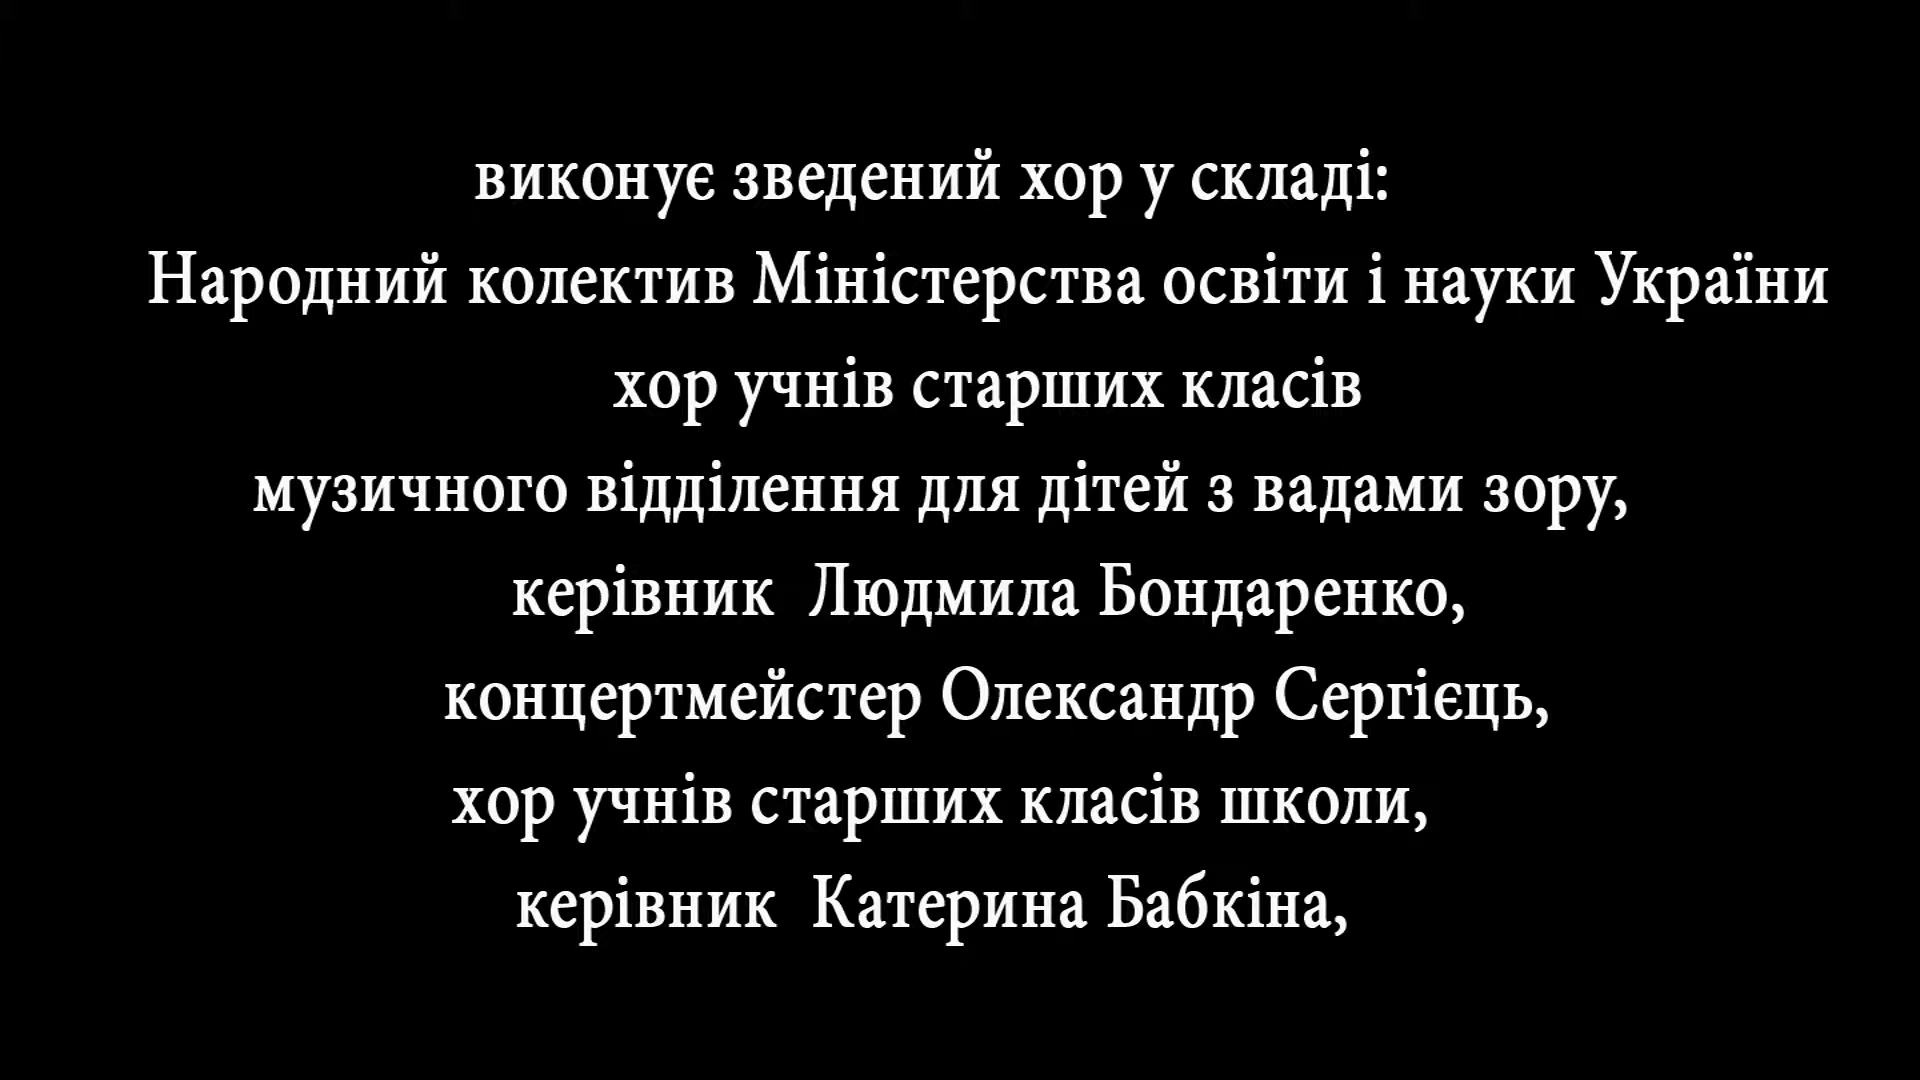 виконує зведений хор у складі:
Народний колектив Міністерства освіти і науки України
хор учнів старших класів
музичного відділення для дітей з вадами зору,
керівник Людмила Бондаренко,
концертмейстер Олександр Сергієць,
хор учнів старших класів школи,
керівник Катерина Бабкіна,